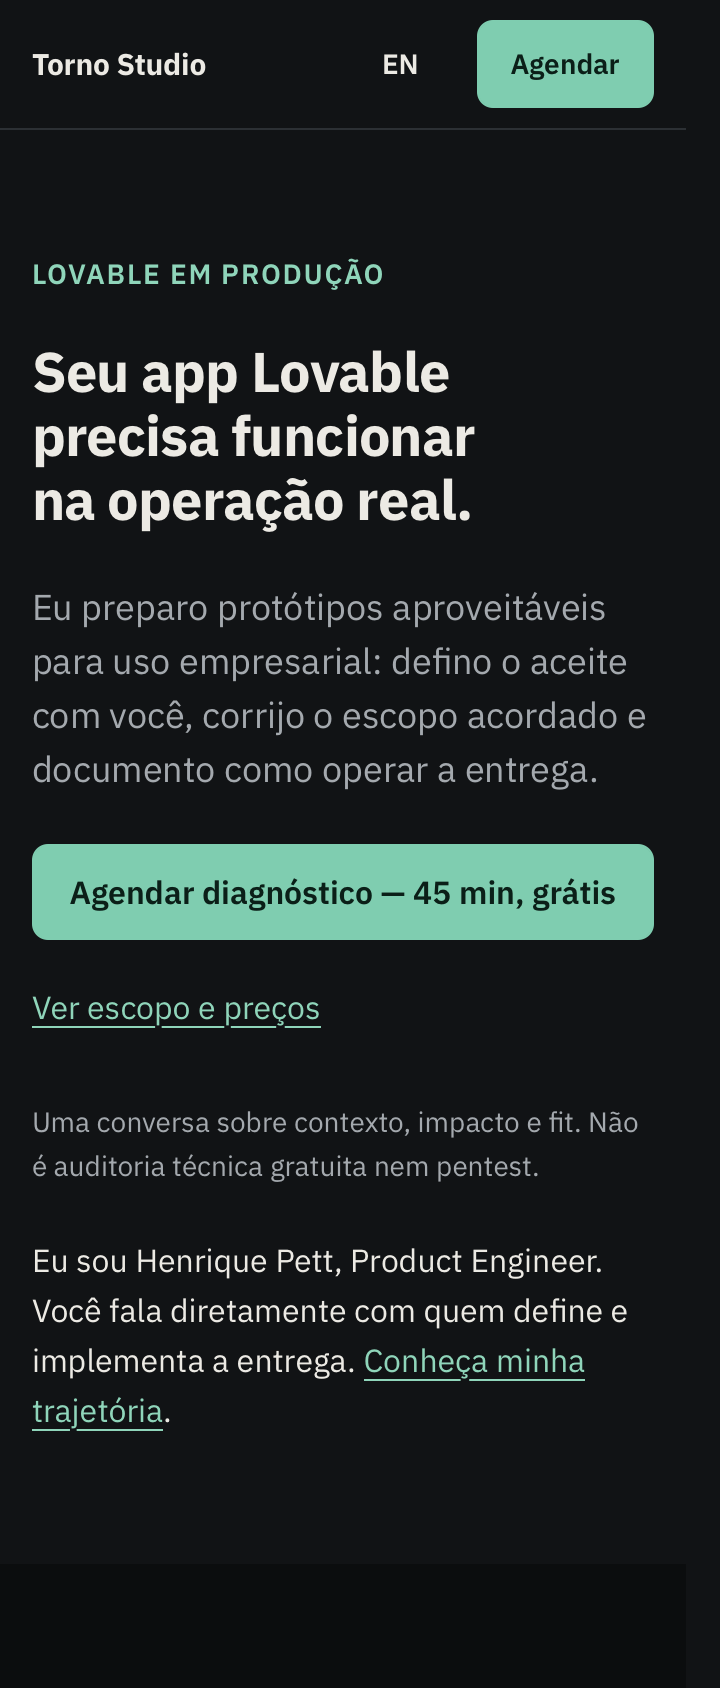 Torno Studio
EN
Agendar
LOVABLE EM PRODUÇÃO
Seu app Lovable
precisa funcionar
na operação real.
Eu preparo protótipos aproveitáveis
para uso empresarial: defino o aceite
com você, corrijo o escopo acordado e
documento como operar a entrega.
Agendar diagnóstico — 45 min, grátis
Ver escopo e preços
Uma conversa sobre contexto, impacto e fit. Não
é auditoria técnica gratuita nem pentest.
Eu sou Henrique Pett, Product Engineer.
Você fala diretamente com quem define e
implementa a entrega. Conheça minha
trajetória.